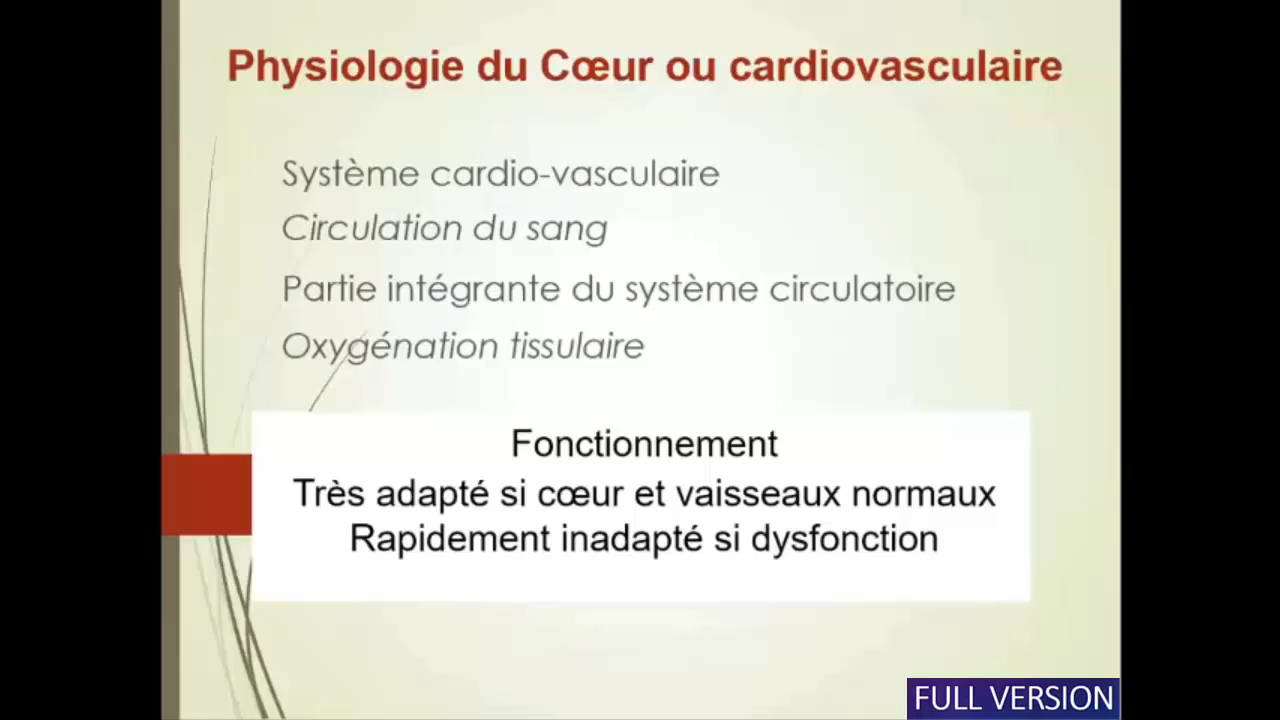 Physiologie du Cœur ou cardiovasculaire
Système cardio-vasculaire
Circulation du sang
Partie intégrante du système circulatoire
Oxygénation tissulaire
Fonctionnement
Très adapté si cœur et vaisseaux normaux
Rapidement inadapté si dysfonction
FULL VERSION